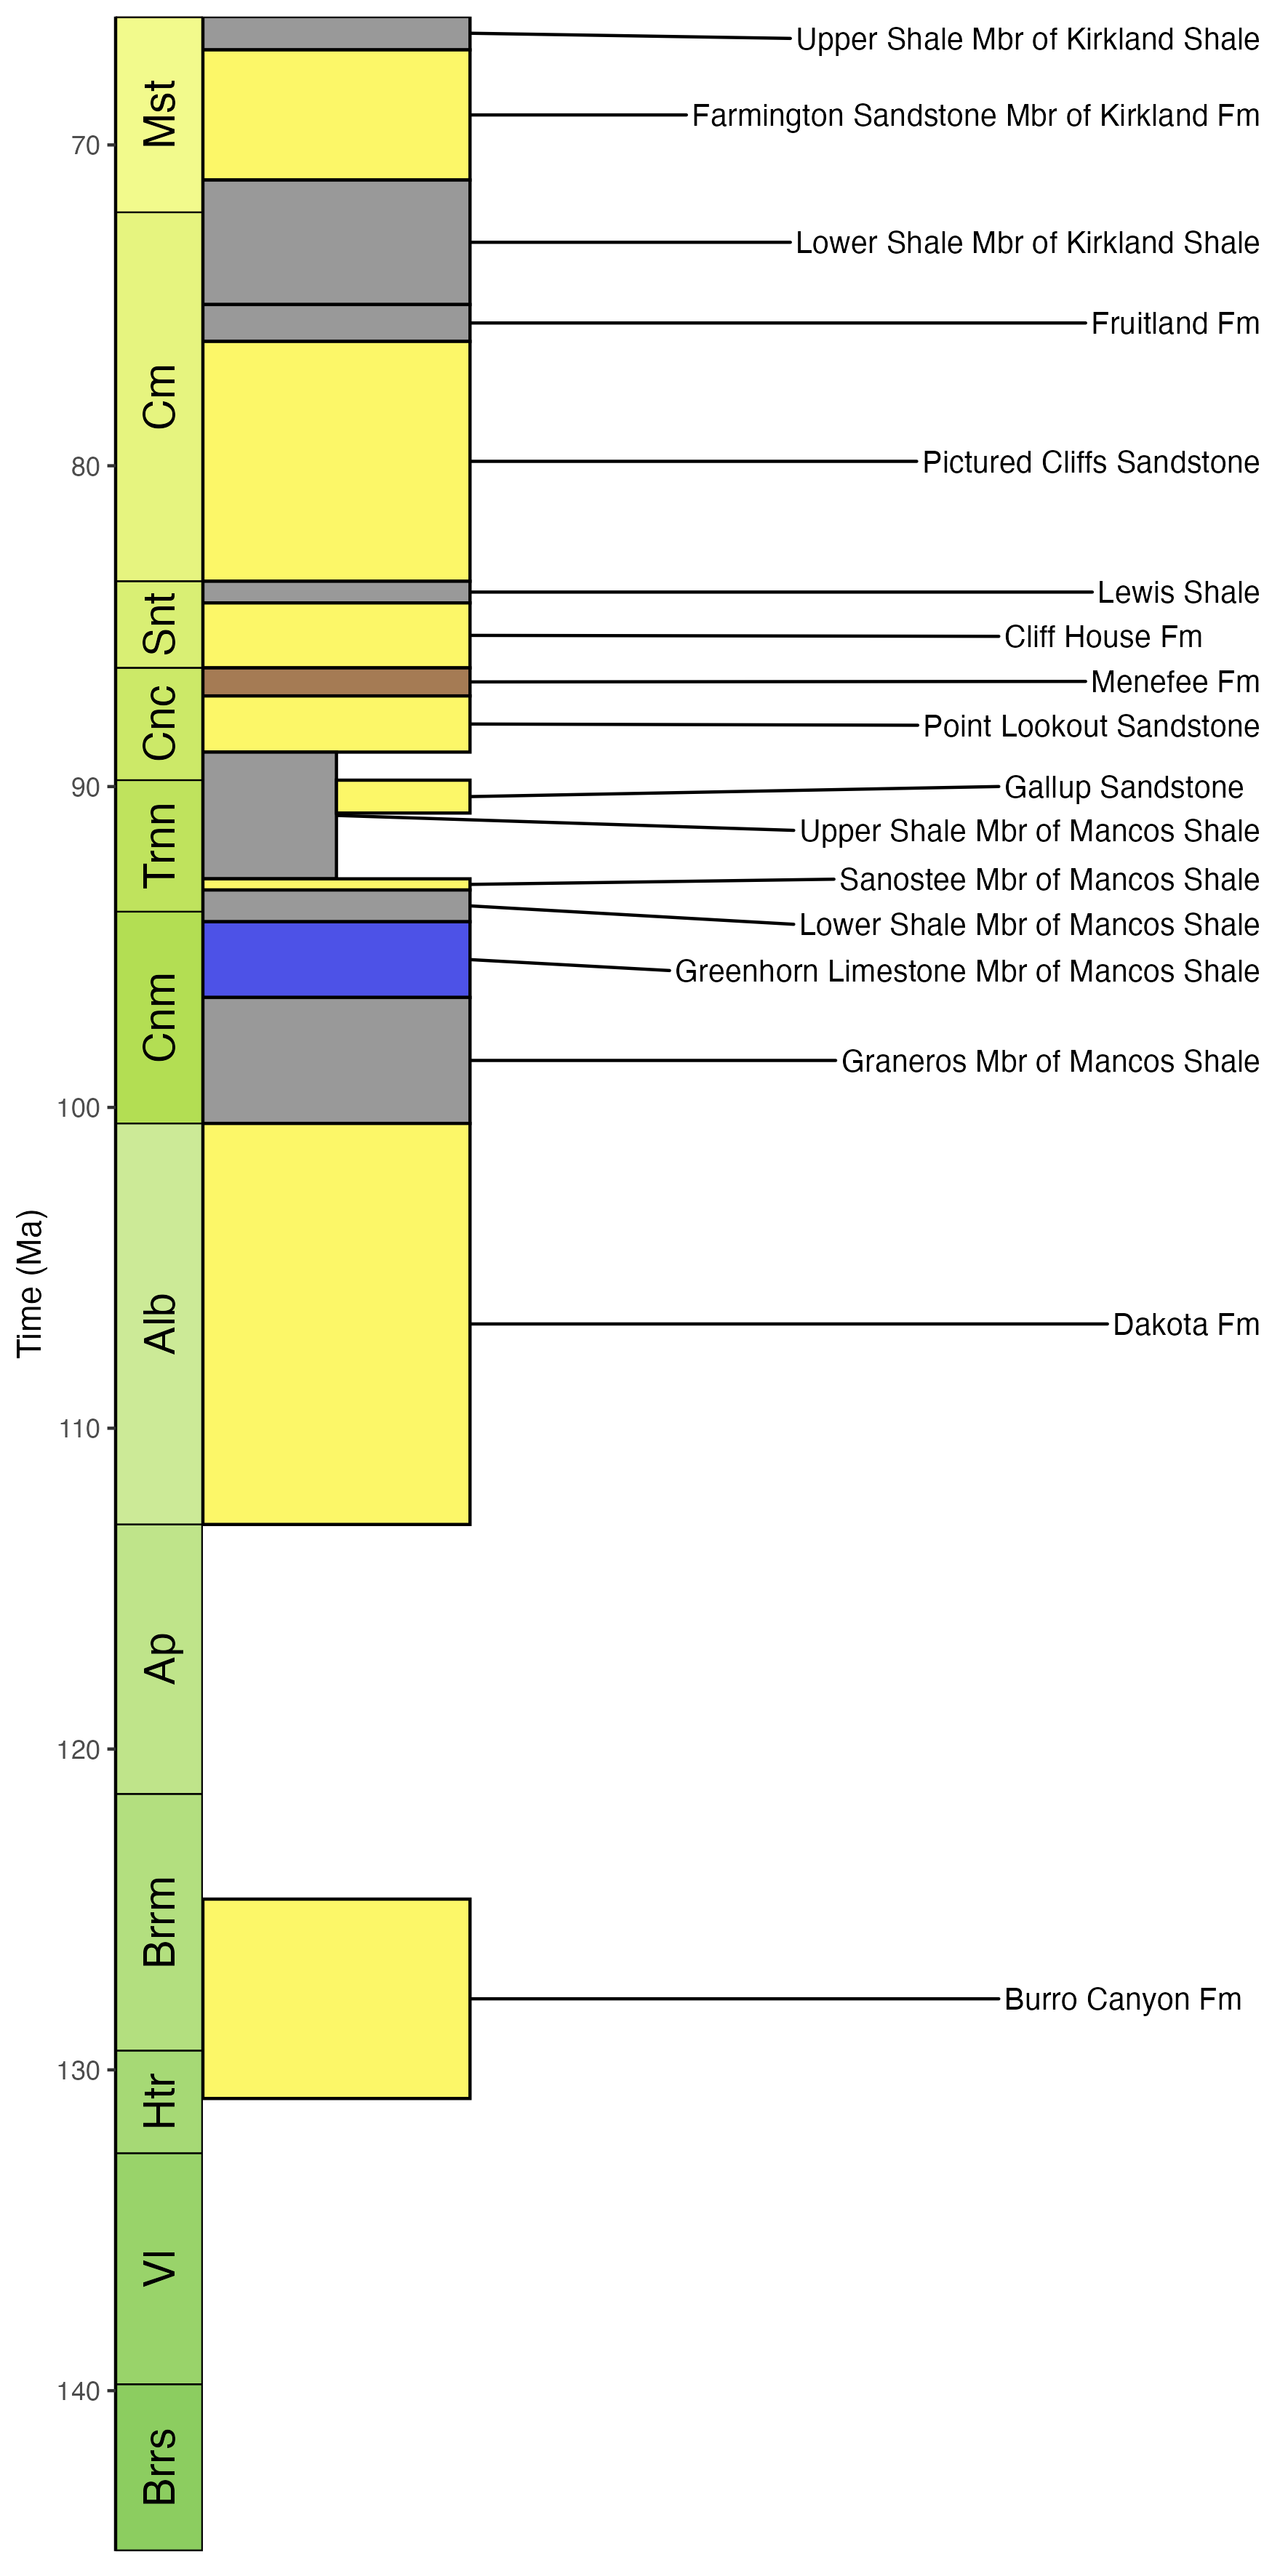 Time (Ma)
70
80
90
100
110
120
130
140
Mst
Cm
Snt
Cnc
Trnn
Cnm
Alb
Ap
Brrm
Htr
Vl
Brrs
Upper Shale Mbr of Kirkland Shale
Farmington Sandstone Mbr of Kirkland Fm
Lower Shale Mbr of Kirkland Shale
Fruitland Fm
Pictured Cliffs Sandstone
Lewis Shale
Cliff House Fm
Menefee Fm
Point Lookout Sandstone
Gallup Sandstone
Upper Shale Mbr of Mancos Shale
Sanostee Mbr of Mancos Shale
Lower Shale Mbr of Mancos Shale
Greenhorn Limestone Mbr of Mancos Shale
Graneros Mbr of Mancos Shale
Dakota Fm
Burro Canyon Fm